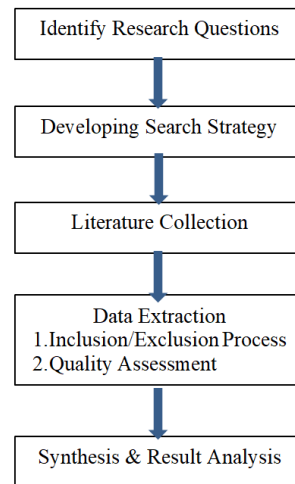 Identify Research Questions
Developing Search Strategy
Literature Collection
Data Extraction
1.Inclusion/Exclusion Process
2.Quality Assessment
Synthesis & Result Analysis